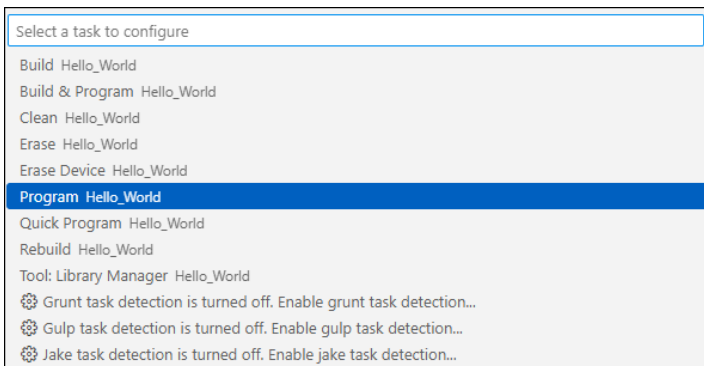 Select a task to configure
Build Hello_World
Build & Program Hello_World
Clean Hello_World
Erase Hello_World
Erase Device Hello_World
Program Hello_World
Quick Program Hello_World
Rebuild Hello_World
Tool: Library Manager Hello_World
Grunt task detection is turned off. Enable grunt task detection...
Gulp task detection is turned off. Enable gulp task detection...
Jake task detection is turned off. Enable jake task detection...